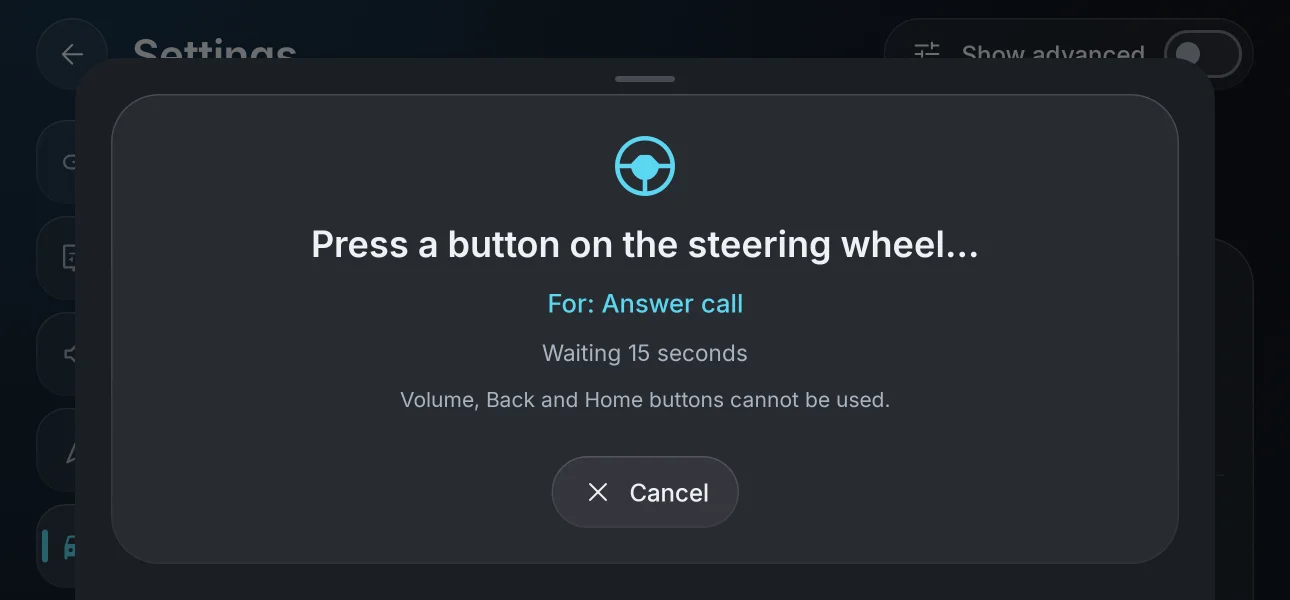 Settings
Show advanced
Press a button on the steering wheel...
For: Answer call
Waiting 15 seconds
Volume, Back and Home buttons cannot be used.
Cancel